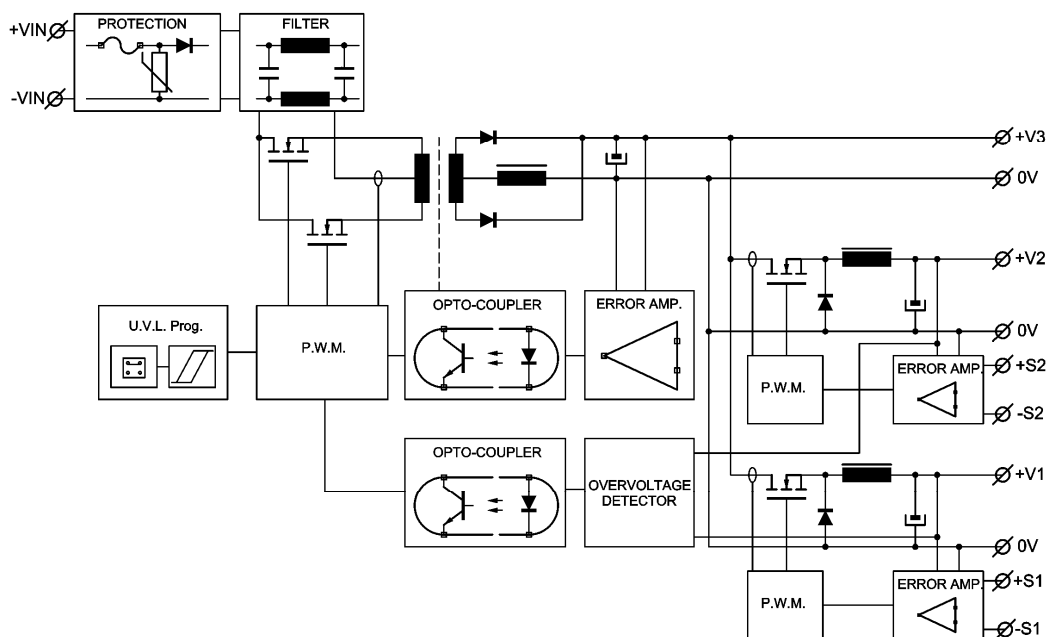 PROTECTION
FILTER
+VIN
-VIN
+V3
0V
+V2
0V
U.V.L. Prog.
P.W.M.
OPTO-COUPLER
ERROR AMP.
P.W.M.
ERROR AMP.
+S2
-S2
OPTO-COUPLER
OVERVOLTAGE
DETECTOR
+V1
0V
P.W.M.
ERROR AMP.
+S1
-S1